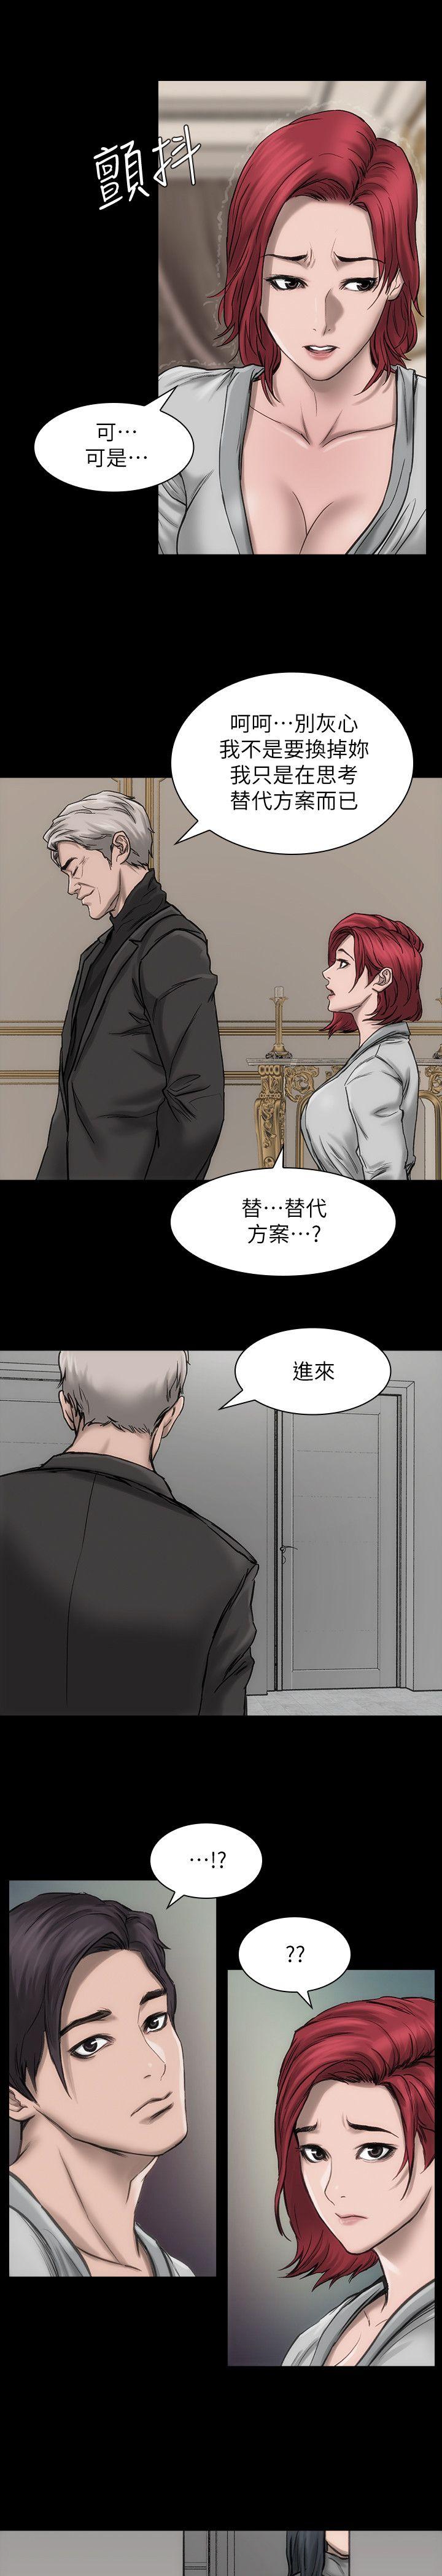 顫抖
可⋯
可是⋯
呵呵⋯別灰心
我不是要換掉妳
我只是在思考
替代方案而已
替⋯替代
方案⋯?
進來
⋯!?
??